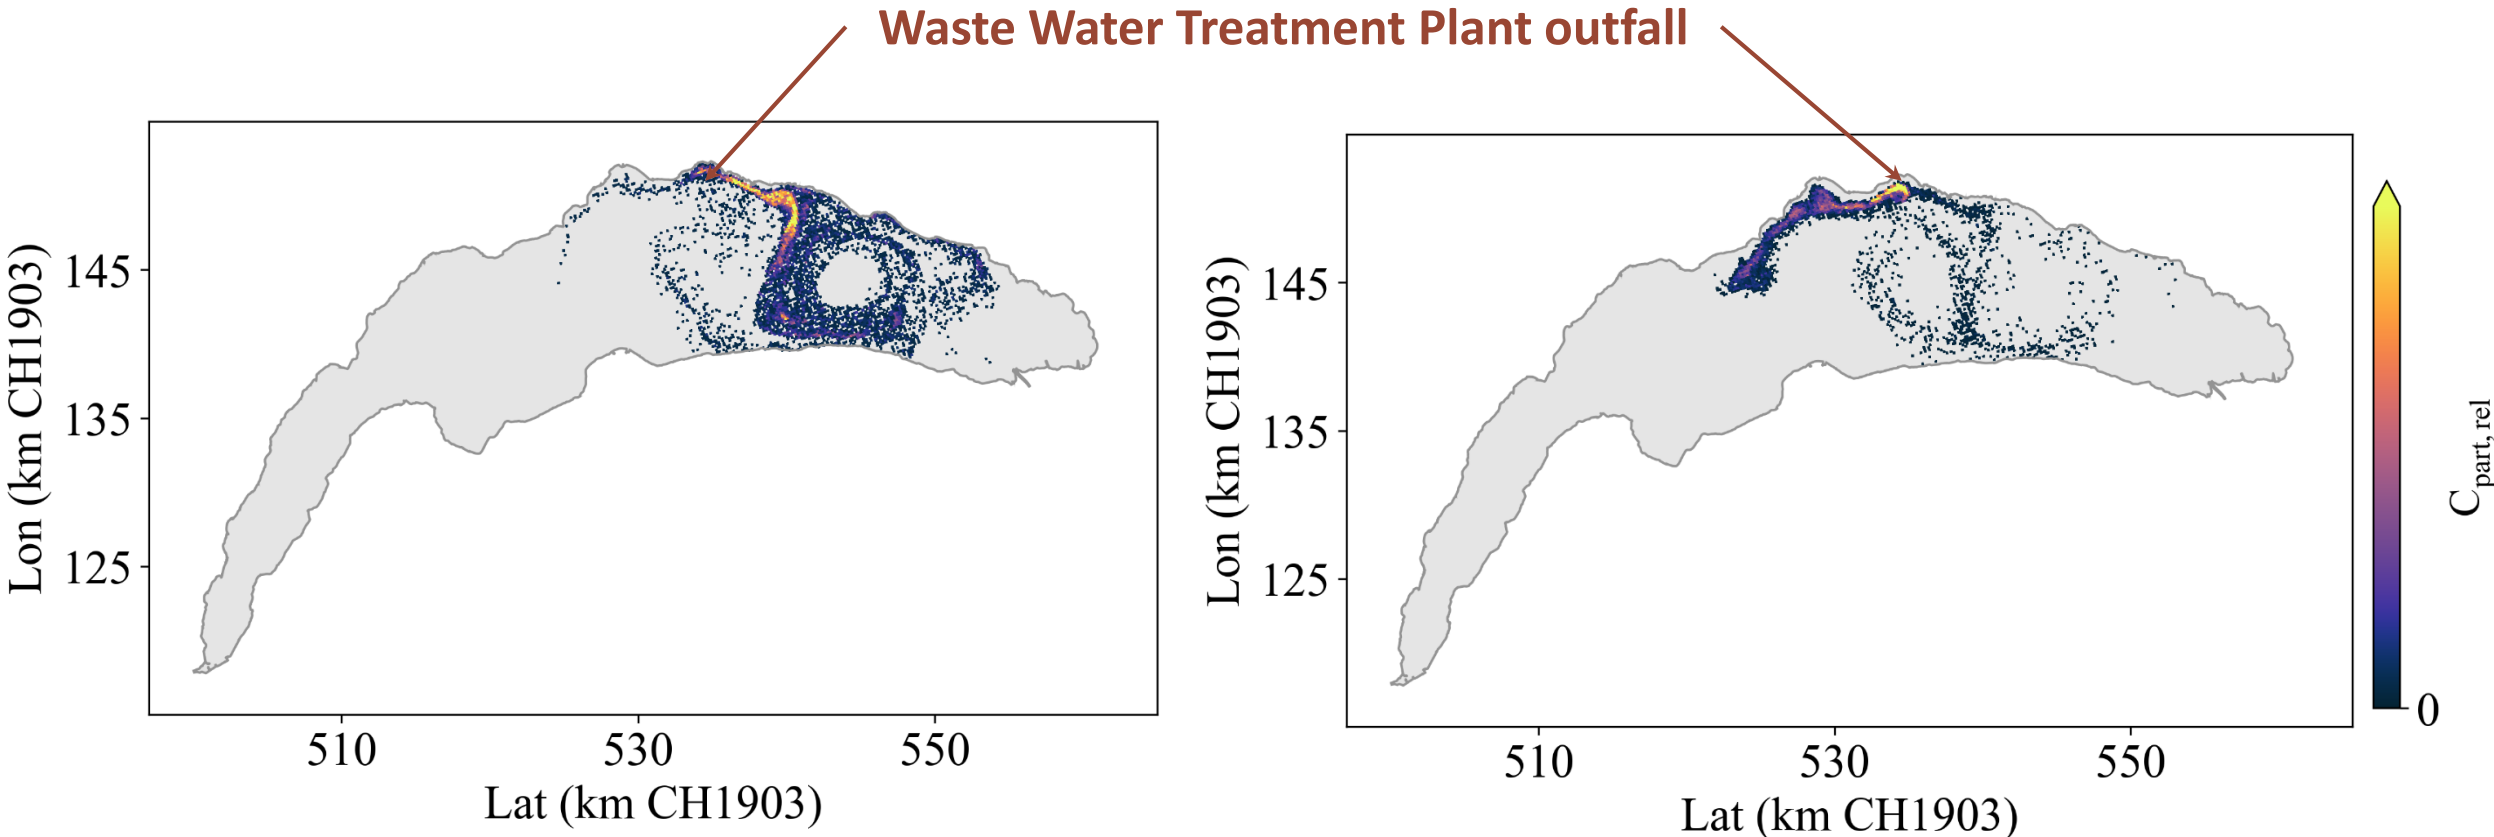 Waste Water Treatment Plant outfall
Lon (km CH1903)
145
135
125
510
530
550
Lat (km CH1903)
Lon (km CH1903)
145
135
125
510
530
550
Lat (km CH1903)
C_part, rel
0